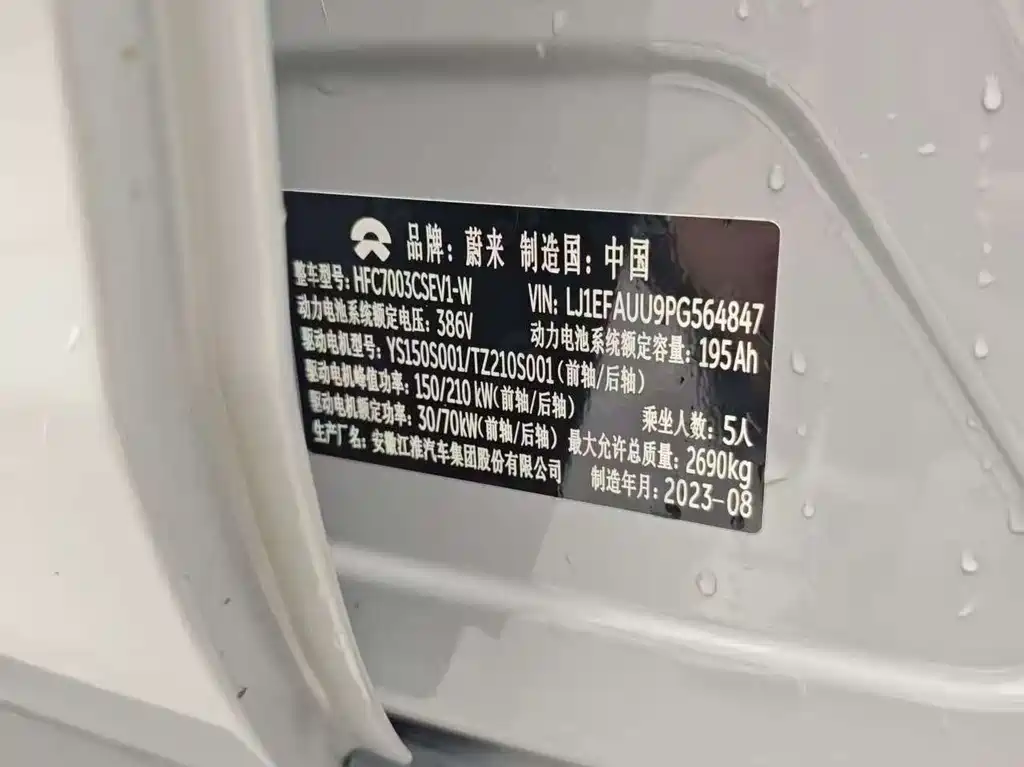 品牌：蔚来 制造国：中国
整车型号：HFC7003CSEV1-W VIN: LJ1EFAUU9PG564847
动力电池系统额定电压：386V 动力电池系统额定容量：195Ah
驱动电机型号：YS150S001/TZ210S001（前轴/后轴）
驱动电机峰值功率：150/210 kW（前轴/后轴） 乘坐人数：5人
驱动电机额定功率：30/70kW（前轴/后轴） 最大允许总质量：2690kg
生产厂名：安徽江淮汽车集团股份有限公司 制造年月：2023-08